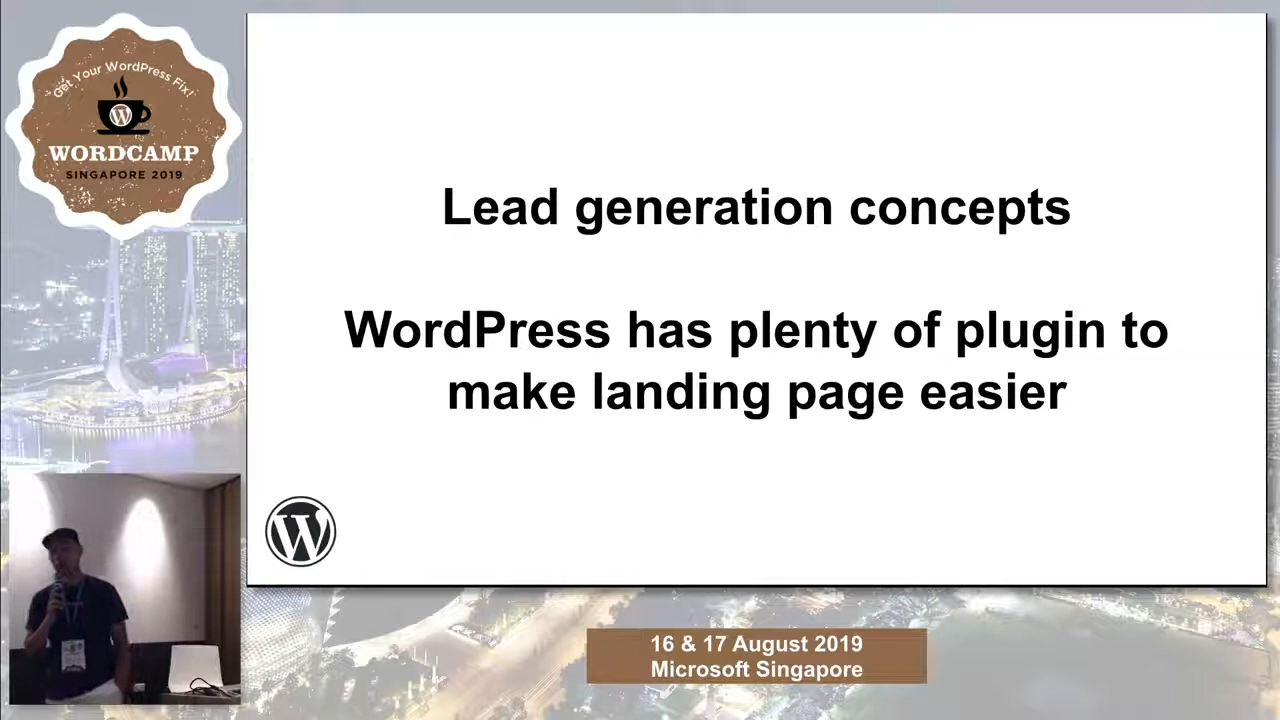 Get Your WordPress Fix!
W
WORDCAMP
SINGAPORE 2019
Lead generation concepts
WordPress has plenty of plugin to
make landing page easier
W
16 & 17 August 2019
Microsoft Singapore